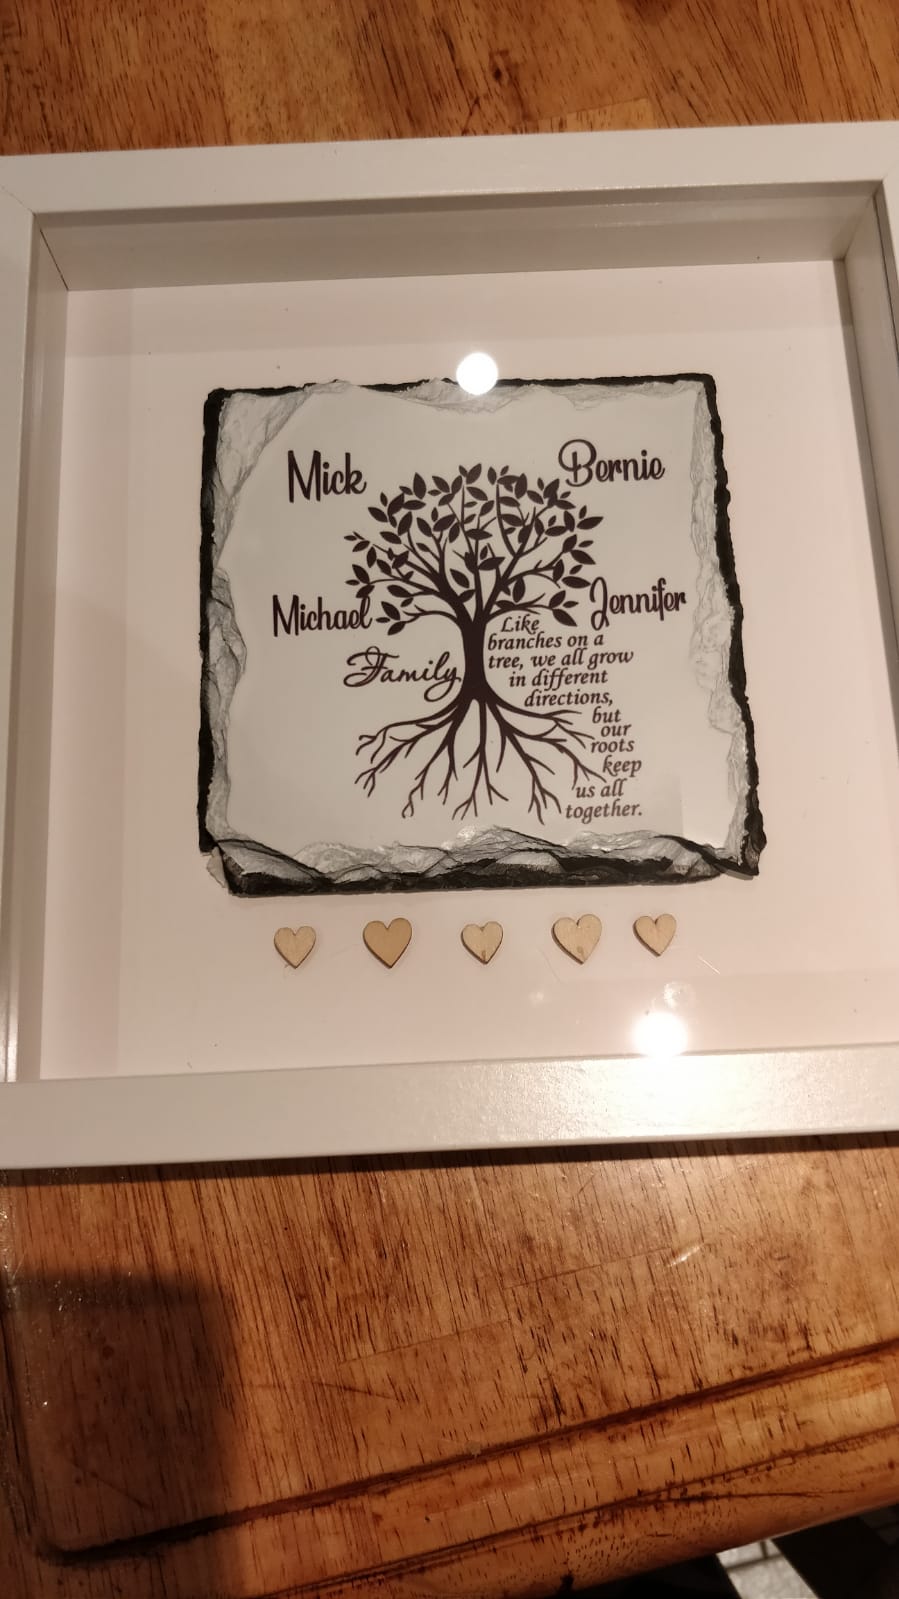 Mick
Bernie
Michael
Jennifer
Family
Like
branches on a
tree, we all grow
in different
directions,
but
our
roots
keep
us all
together.